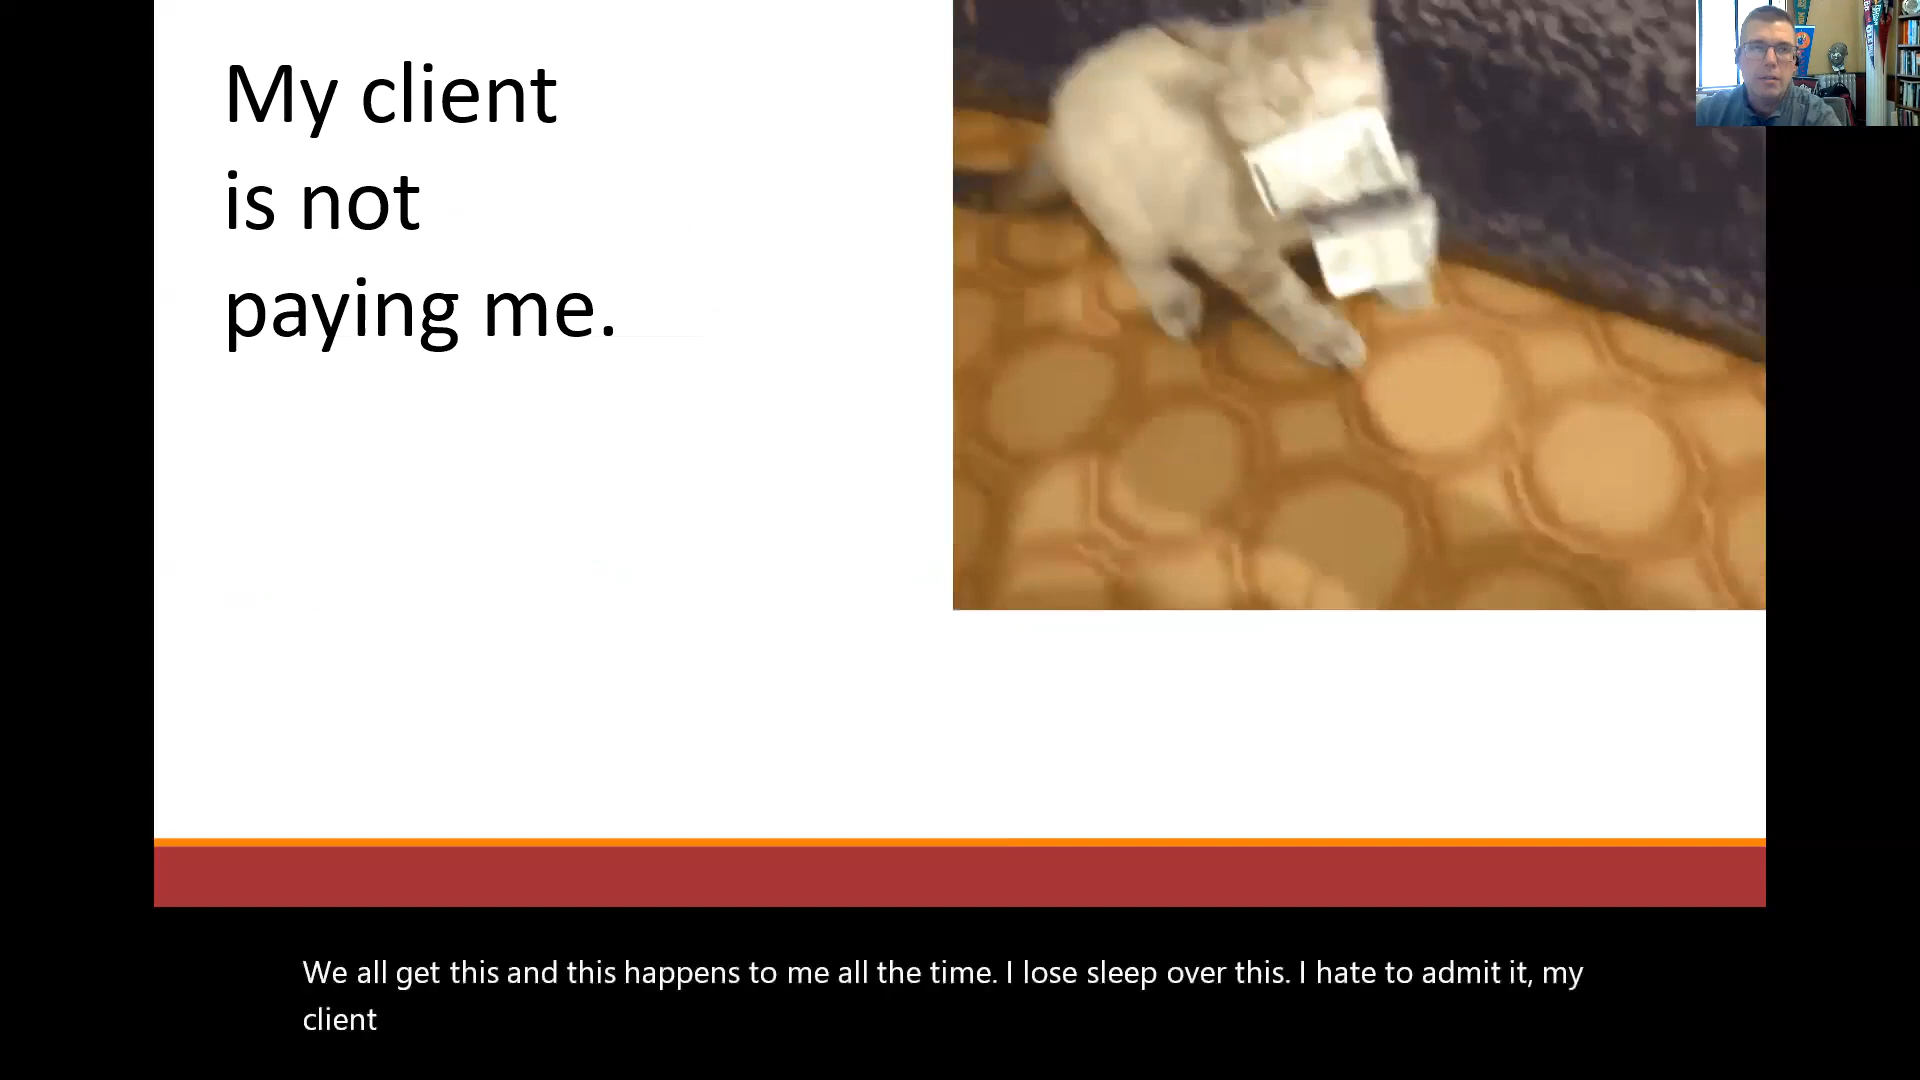 My client
is not
paying me.
We all get this and this happens to me all the time. I lose sleep over this. I hate to admit it, my
client